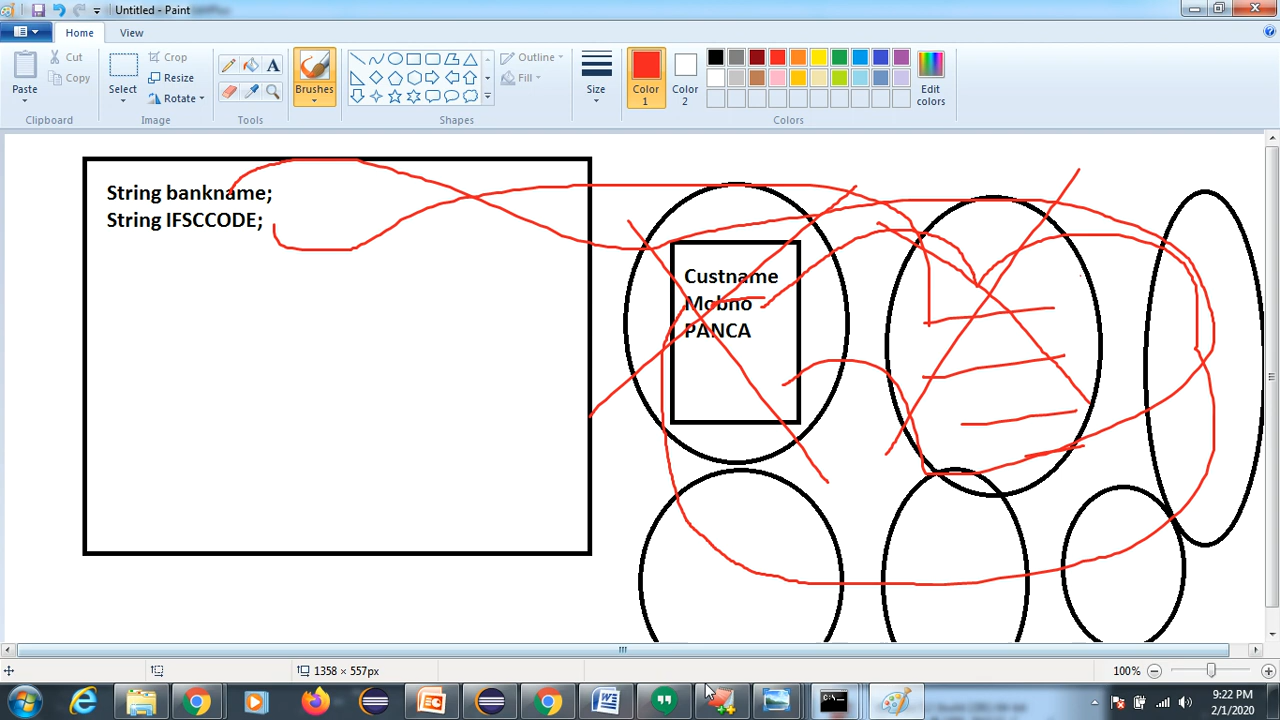 Untitled - Paint
Home
View
Paste
Cut
Copy
Clipboard
Select
Crop
Resize
Rotate
Image
Tools
Brushes
Shapes
Outline
Fill
Size
Color 1
Color 2
Edit colors
Colors
String bankname;
String IFSCCODE;
Custname
Mobno
PANCA
1358 × 557px
100%
9:22 PM
2/1/2020